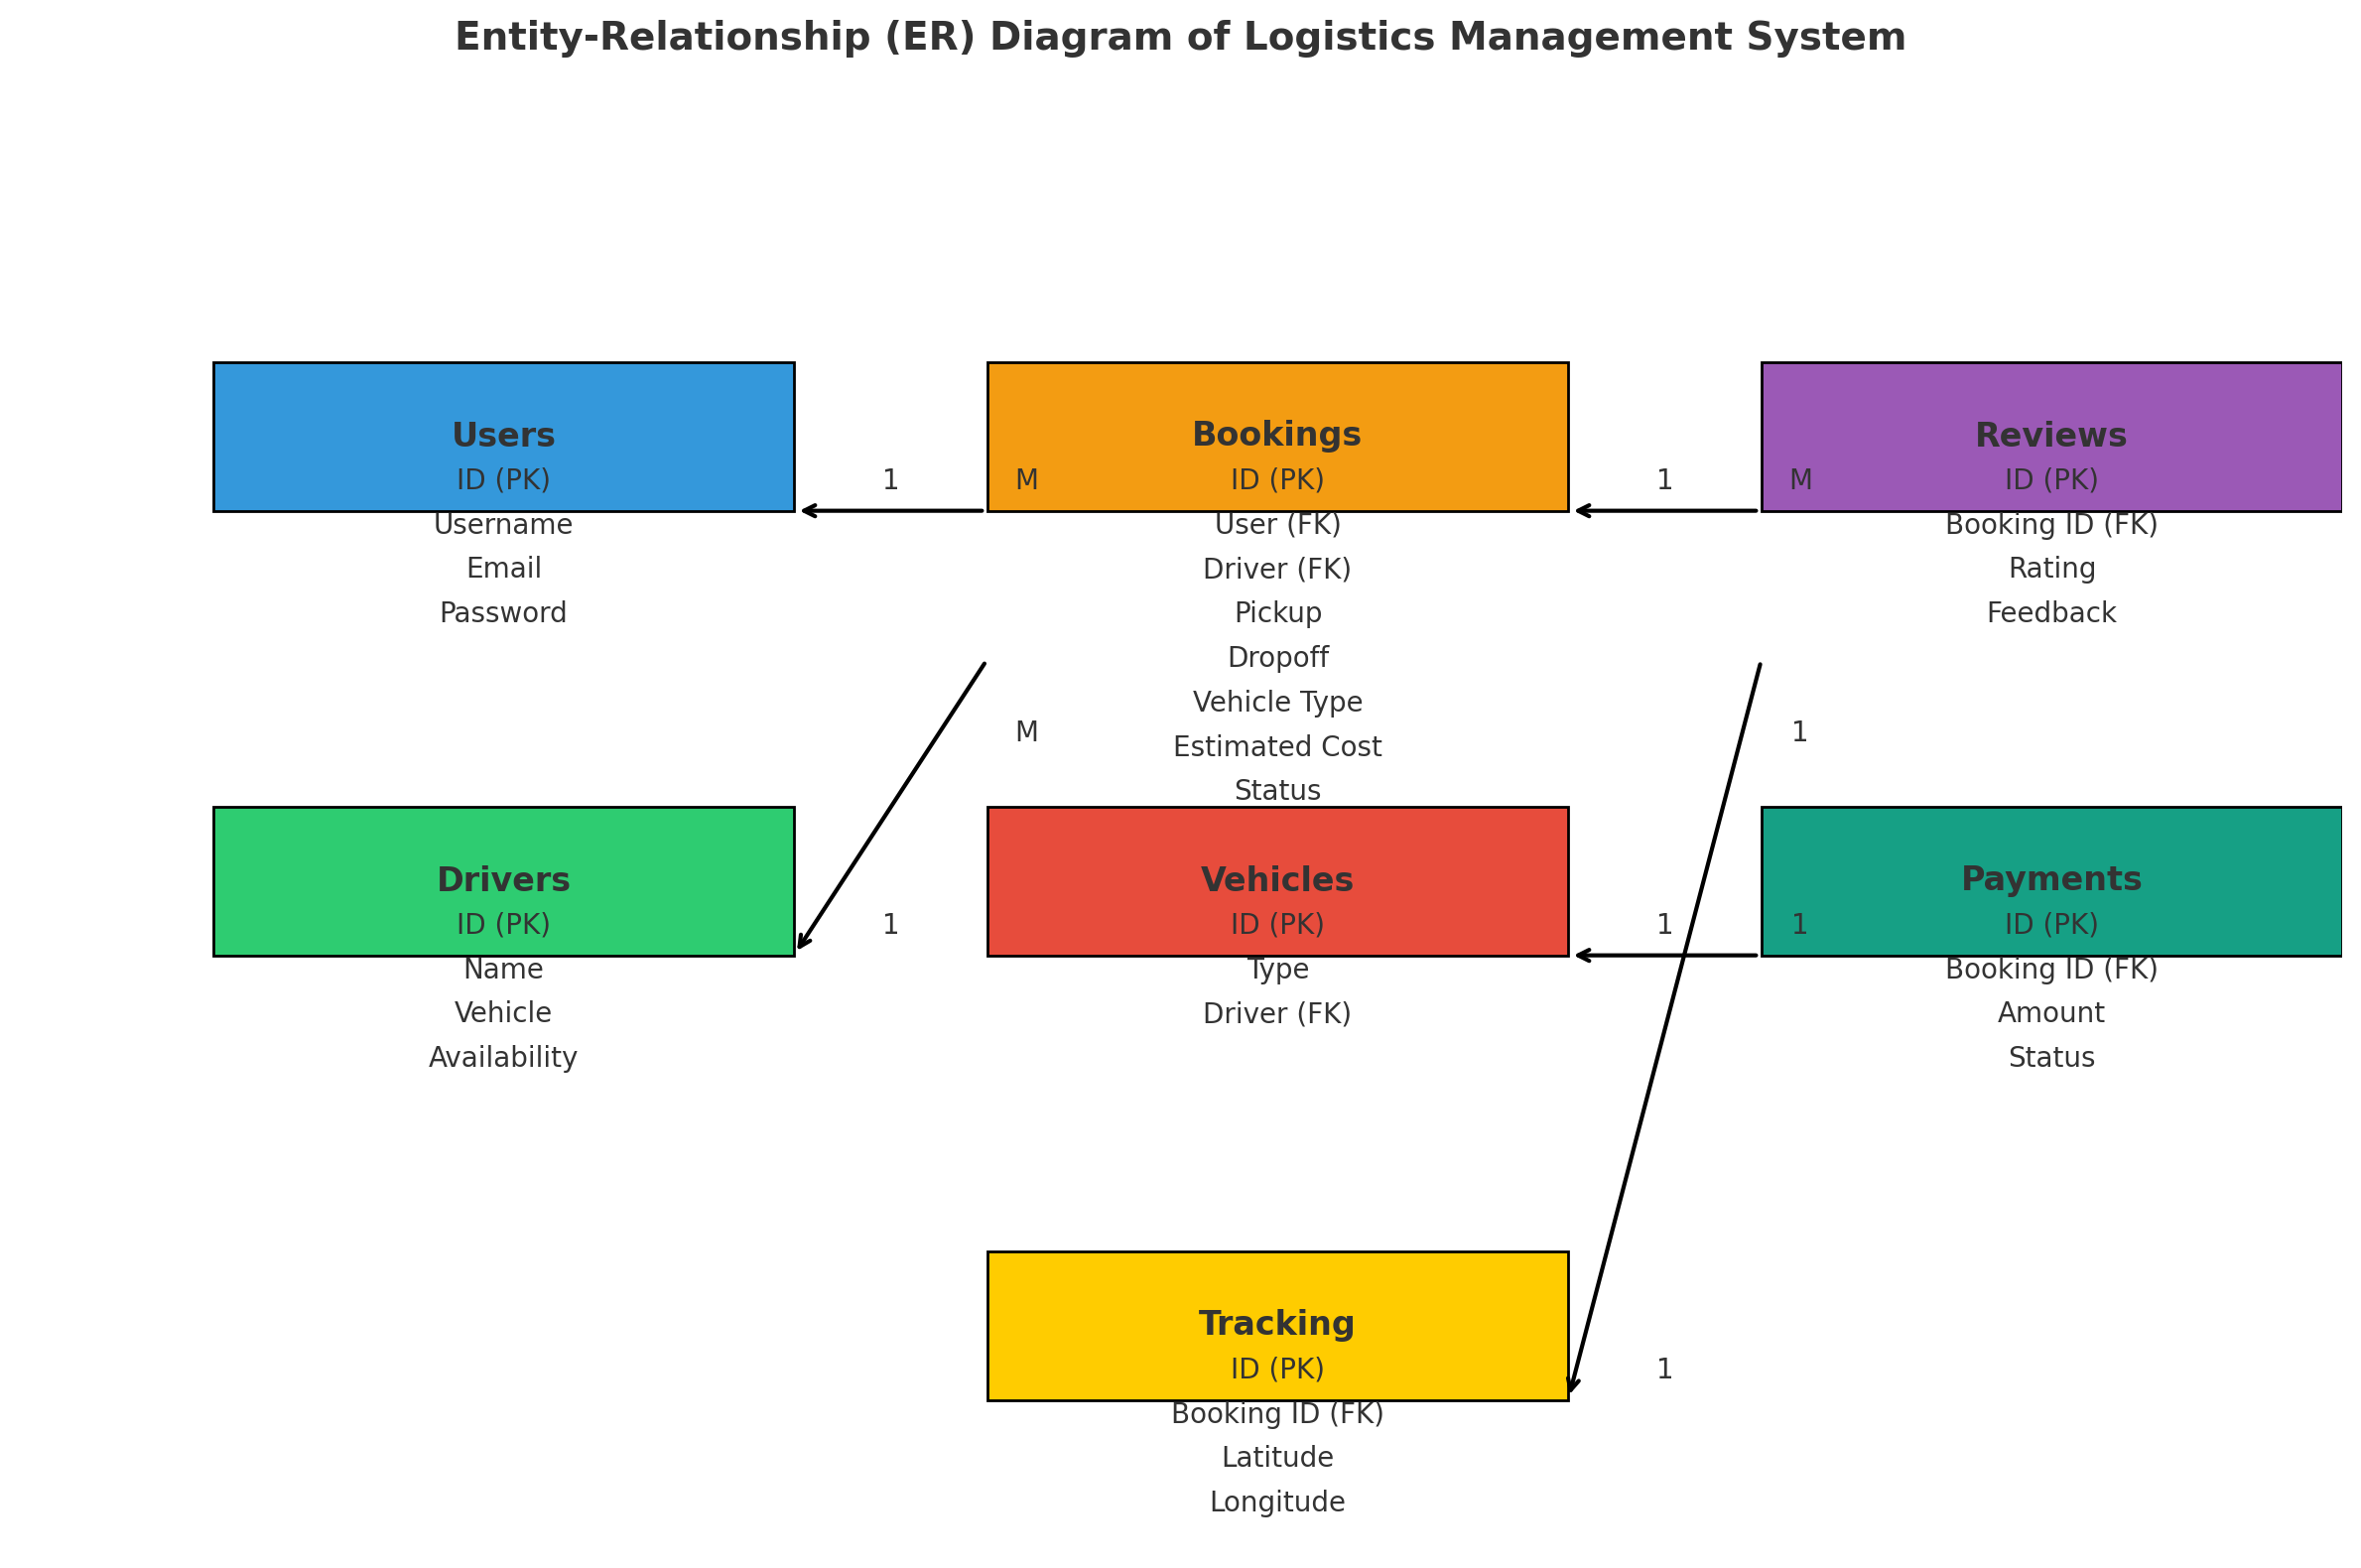 Entity-Relationship (ER) Diagram of Logistics Management System
Users
ID (PK)
Username
Email
Password
1
M
Bookings
ID (PK)
User (FK)
Driver (FK)
Pickup
Dropoff
Vehicle Type
Estimated Cost
Status
1
M
Reviews
ID (PK)
Booking ID (FK)
Rating
Feedback
M
1
Drivers
ID (PK)
Name
Vehicle
Availability
1
Vehicles
ID (PK)
Type
Driver (FK)
1
1
Payments
ID (PK)
Booking ID (FK)
Amount
Status
Tracking
ID (PK)
Booking ID (FK)
Latitude
Longitude
1